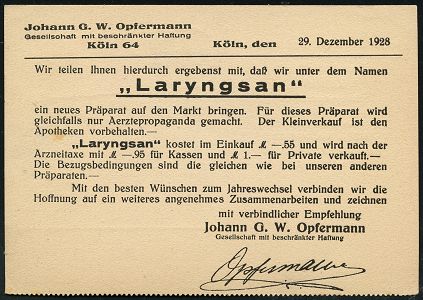 Johann G. W. Opfermann
Gesellschaft mit beschränkter Haftung
Köln 64
Köln, den 29. Dezember 1928
Wir teilen Ihnen hierdurch ergebenst mit, daß wir unter dem Namen
„Laryngsan“
ein neues Präparat auf den Markt bringen. Für dieses Präparat wird
gleichfalls nur Aerztepropaganda gemacht. Der Kleinverkauf ist den
Apotheken vorbehalten.—
„Laryngsan“ kostet im Einkauf ℳ —.55 und wird nach der
Arzneitaxe mit ℳ —.95 für Kassen und ℳ 1.— für Private verkauft.—
Die Bezugsbedingungen sind die gleichen wie bei unseren anderen
Präparaten.—
Mit den besten Wünschen zum Jahreswechsel verbinden wir die
Hoffnung auf ein weiteres angenehmes Zusammenarbeiten und zeichnen
mit verbindlicher Empfehlung
Johann G. W. Opfermann
Gesellschaft mit beschränkter Haftung
Opfermann